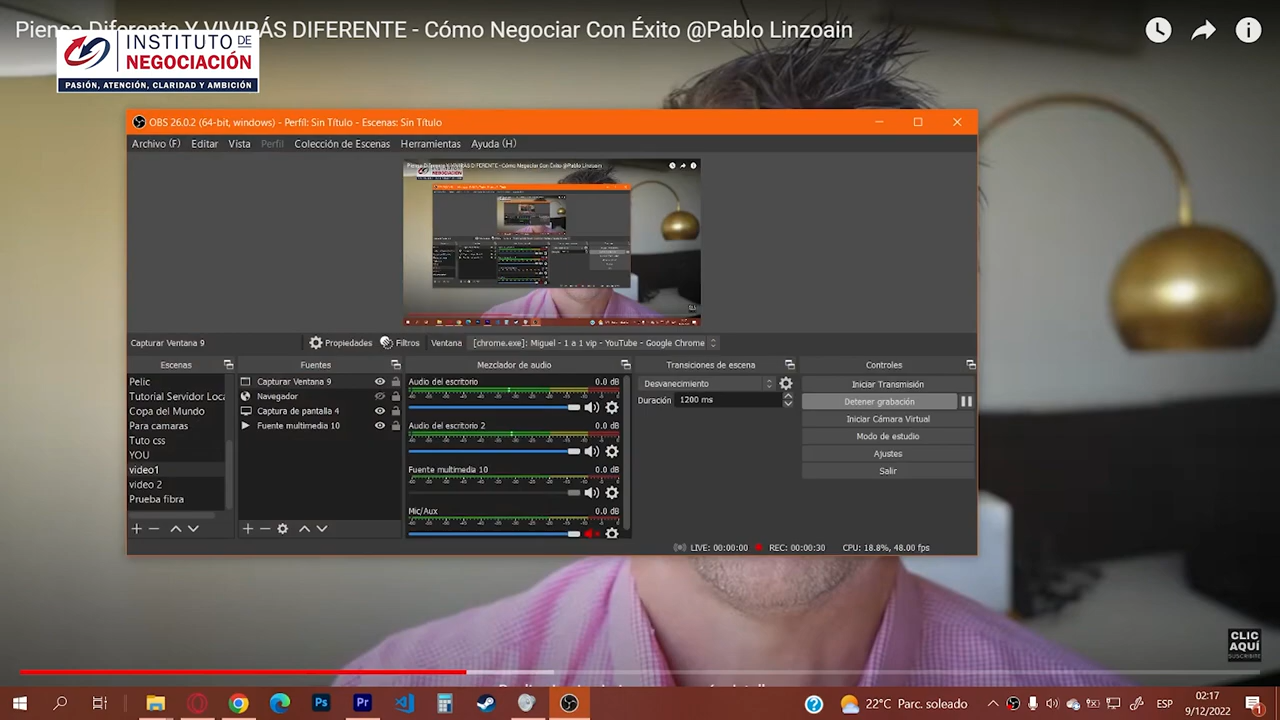 Piensa Diferente Y VIVIRÁS DIFERENTE - Cómo Negociar Con Éxito @Pablo Linzoain
INSTITUTO DE
NEGOCIACIÓN
PASIÓN, ATENCIÓN, CLARIDAD Y AMBICIÓN
OBS 26.0.2 (64-bit, windows) - Perfil: Sin Título - Escenas: Sin Título
Archivo (F) Editar Vista Perfil Colección de Escenas Herramientas Ayuda (H)
Capturar Ventana 9 Propiedades Filtros Ventana [chrome.exe]: Miguel - 1 a 1 vip - YouTube - Google Chrome
Escenas
Pelic
Tutorial Servidor Loca
Copa del Mundo
Para camaras
Tuto css
YOU
video1
video 2
Prueba fibra
Fuentes
Capturar Ventana 9
Navegador
Captura de pantalla 4
Fuente multimedia 10
Mezclador de audio
Audio del escritorio 0.0 dB
Audio del escritorio 2 0.0 dB
Fuente multimedia 10 0.0 dB
Mic/Aux 0.0 dB
Transiciones de escena
Desvanecimiento
Duración 1200 ms
Controles
Iniciar Transmisión
Detener grabación
Iniciar Cámara Virtual
Modo de estudio
Ajustes
Salir
LIVE: 00:00:00 REC: 00:00:30 CPU: 18.8%, 48.00 fps
CLIC
AQUÍ
SUSCRIBIRE
22°C Parc. soleado ESP 02:17
9/12/2022